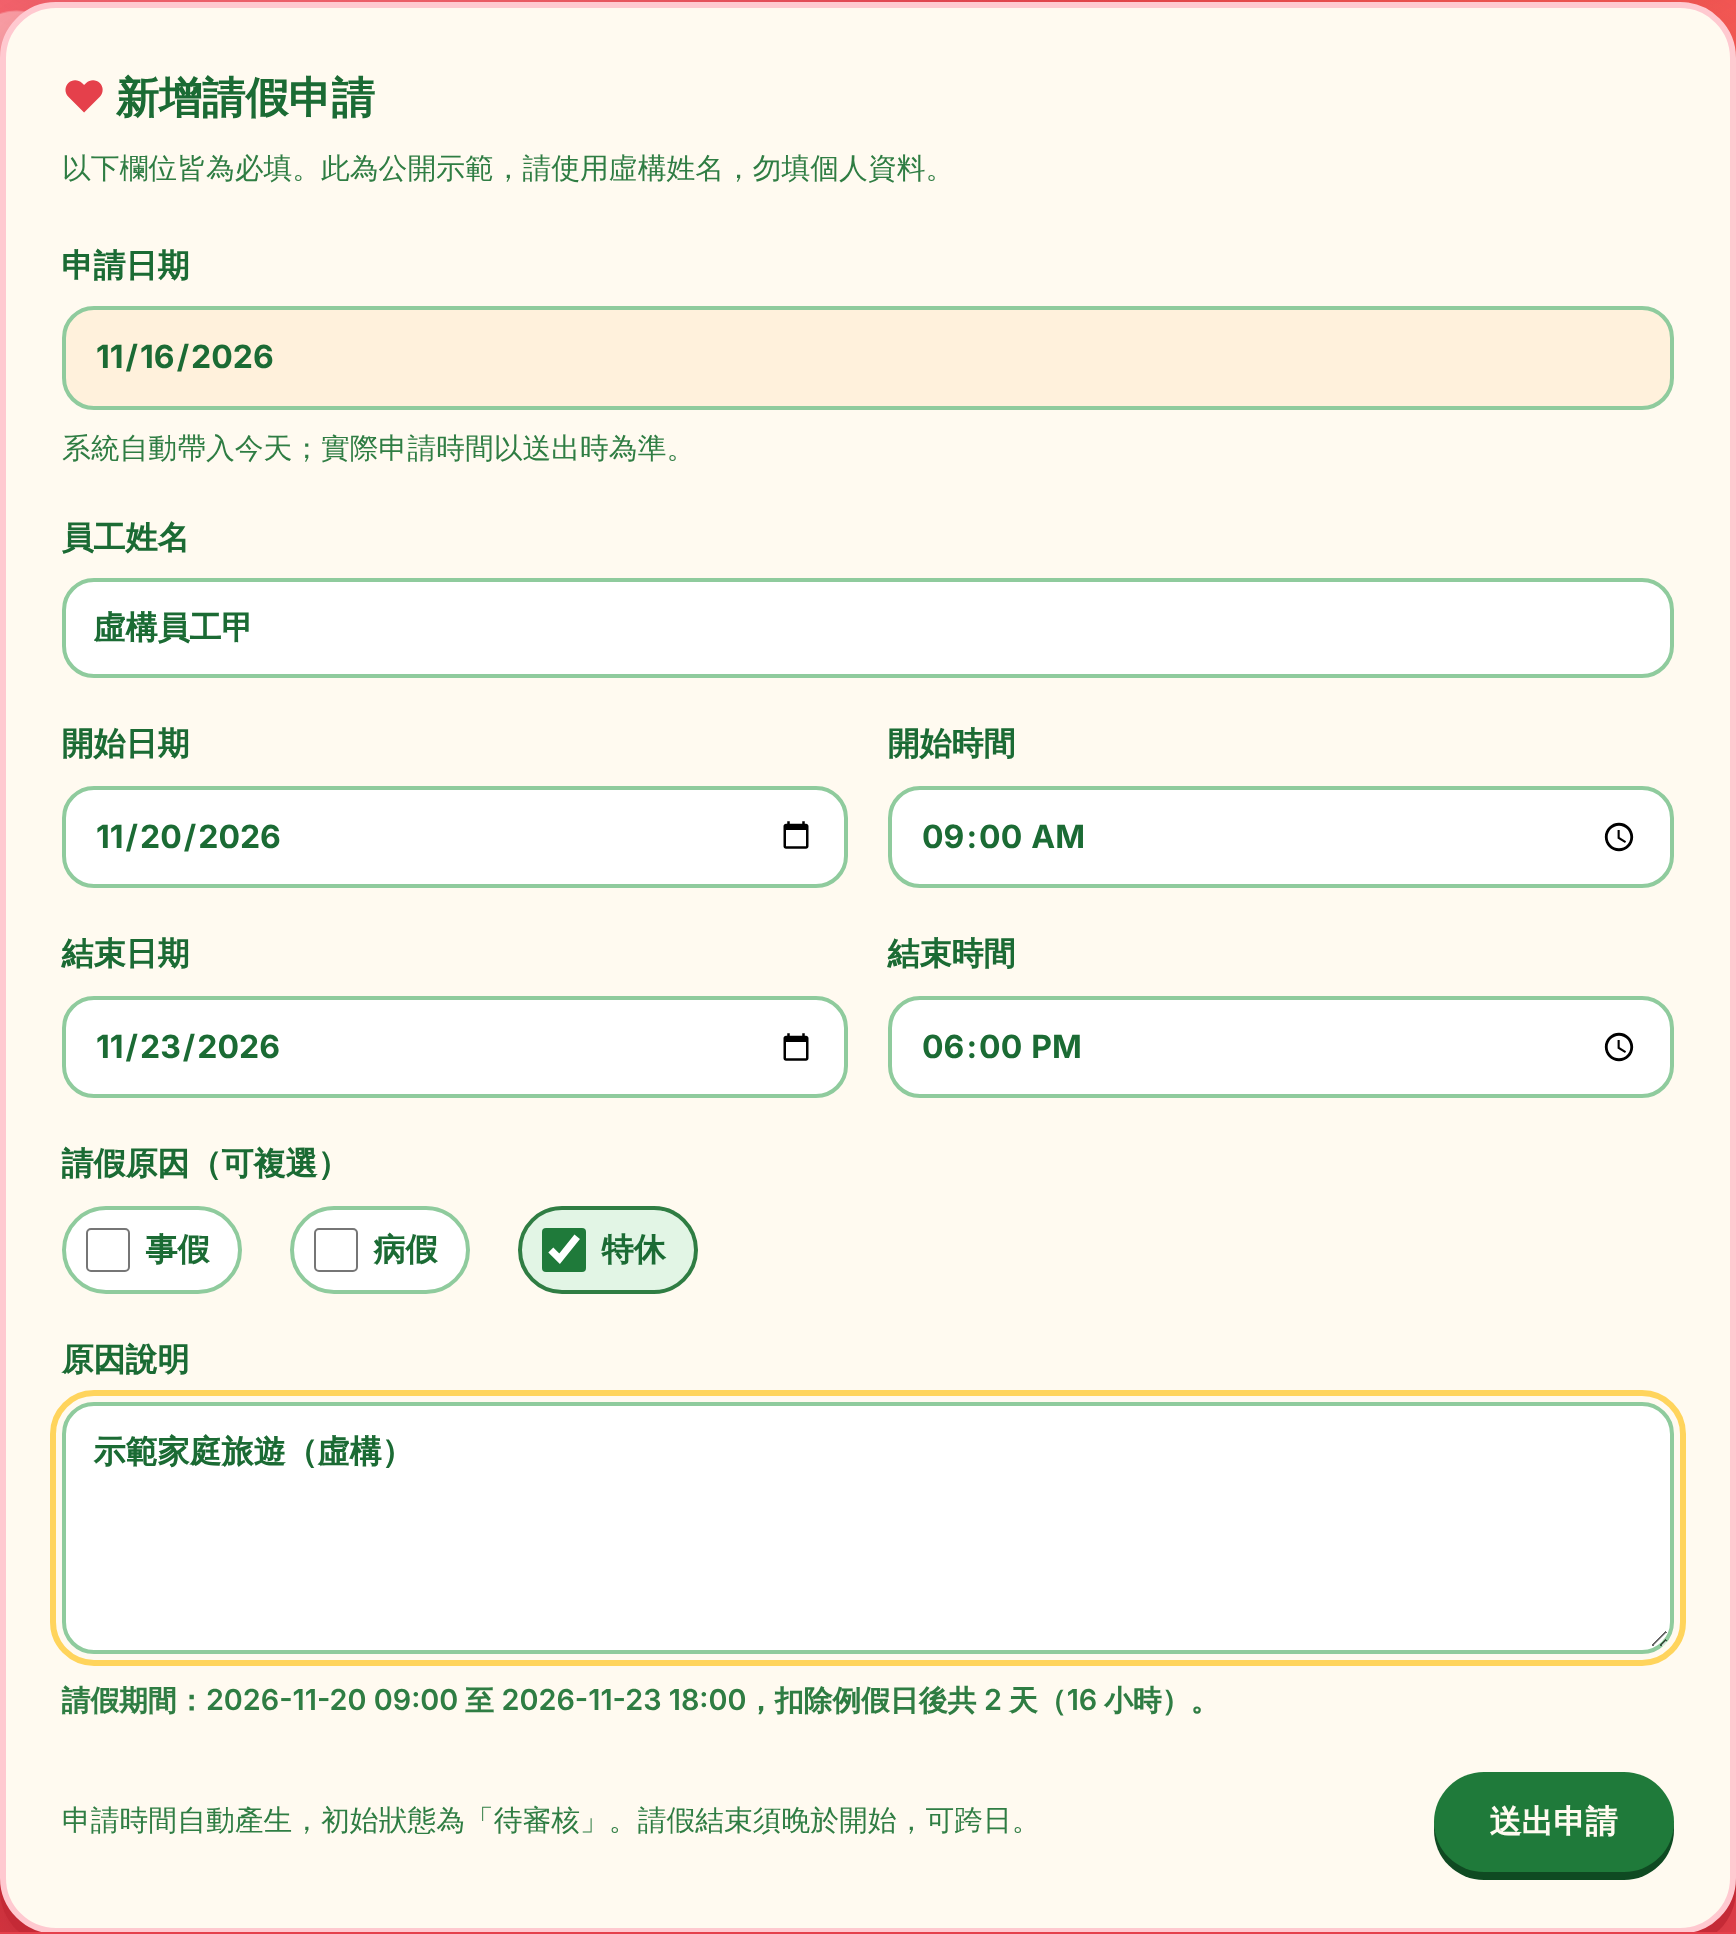 新增請假申請
以下欄位皆為必填。此為公開示範，請使用虛構姓名，勿填個人資料。
申請日期
11/16/2026
系統自動帶入今天；實際申請時間以送出時為準。
員工姓名
虛構員工甲
開始日期
開始時間
11/20/2026
09:00 AM
結束日期
結束時間
11/23/2026
06:00 PM
請假原因（可複選）
事假
病假
特休
原因說明
示範家庭旅遊（虛構）
請假期間：2026-11-20 09:00 至 2026-11-23 18:00，扣除例假日後共 2 天（16 小時）。
申請時間自動產生，初始狀態為「待審核」。請假結束須晚於開始，可跨日。
送出申請